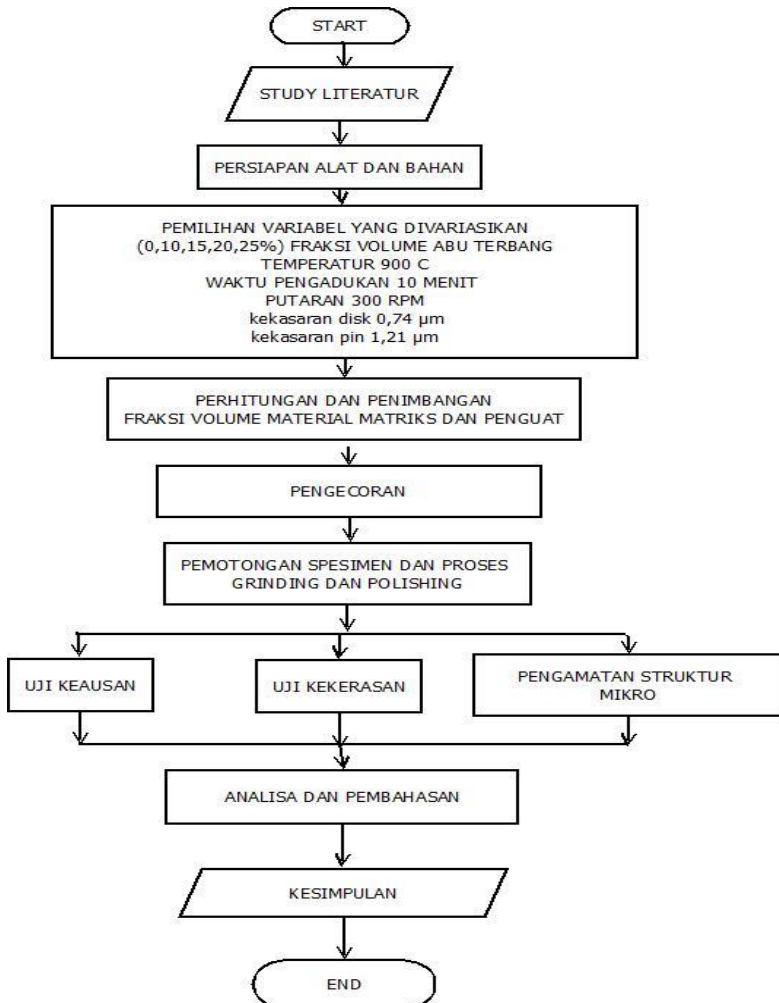 START
STUDY LITERATUR
PERSIAPAN ALAT DAN BAHAN
PEMILIHAN VARIABEL YANG DIVARIASIKAN
(0,10,15,20,25%) FRAKSI VOLUME ABU TERBANG
TEMPERATUR 900 C
WAKTU PENGADUKAN 10 MENIT
PUTARAN 300 RPM
kekasaran disk 0,74 µm
kekasaran pin 1,21 µm
PERHITUNGAN DAN PENIMBANGAN
FRAKSI VOLUME MATERIAL MATRIKS DAN PENGUAT
PENGECORAN
PEMOTONGAN SPESIMEN DAN PROSES
GRINDING DAN POLISHING
UJI KEAUSAN
UJI KEKERASAN
PENGAMATAN STRUKTUR
MIKRO
ANALISA DAN PEMBAHASAN
KESIMPULAN
END